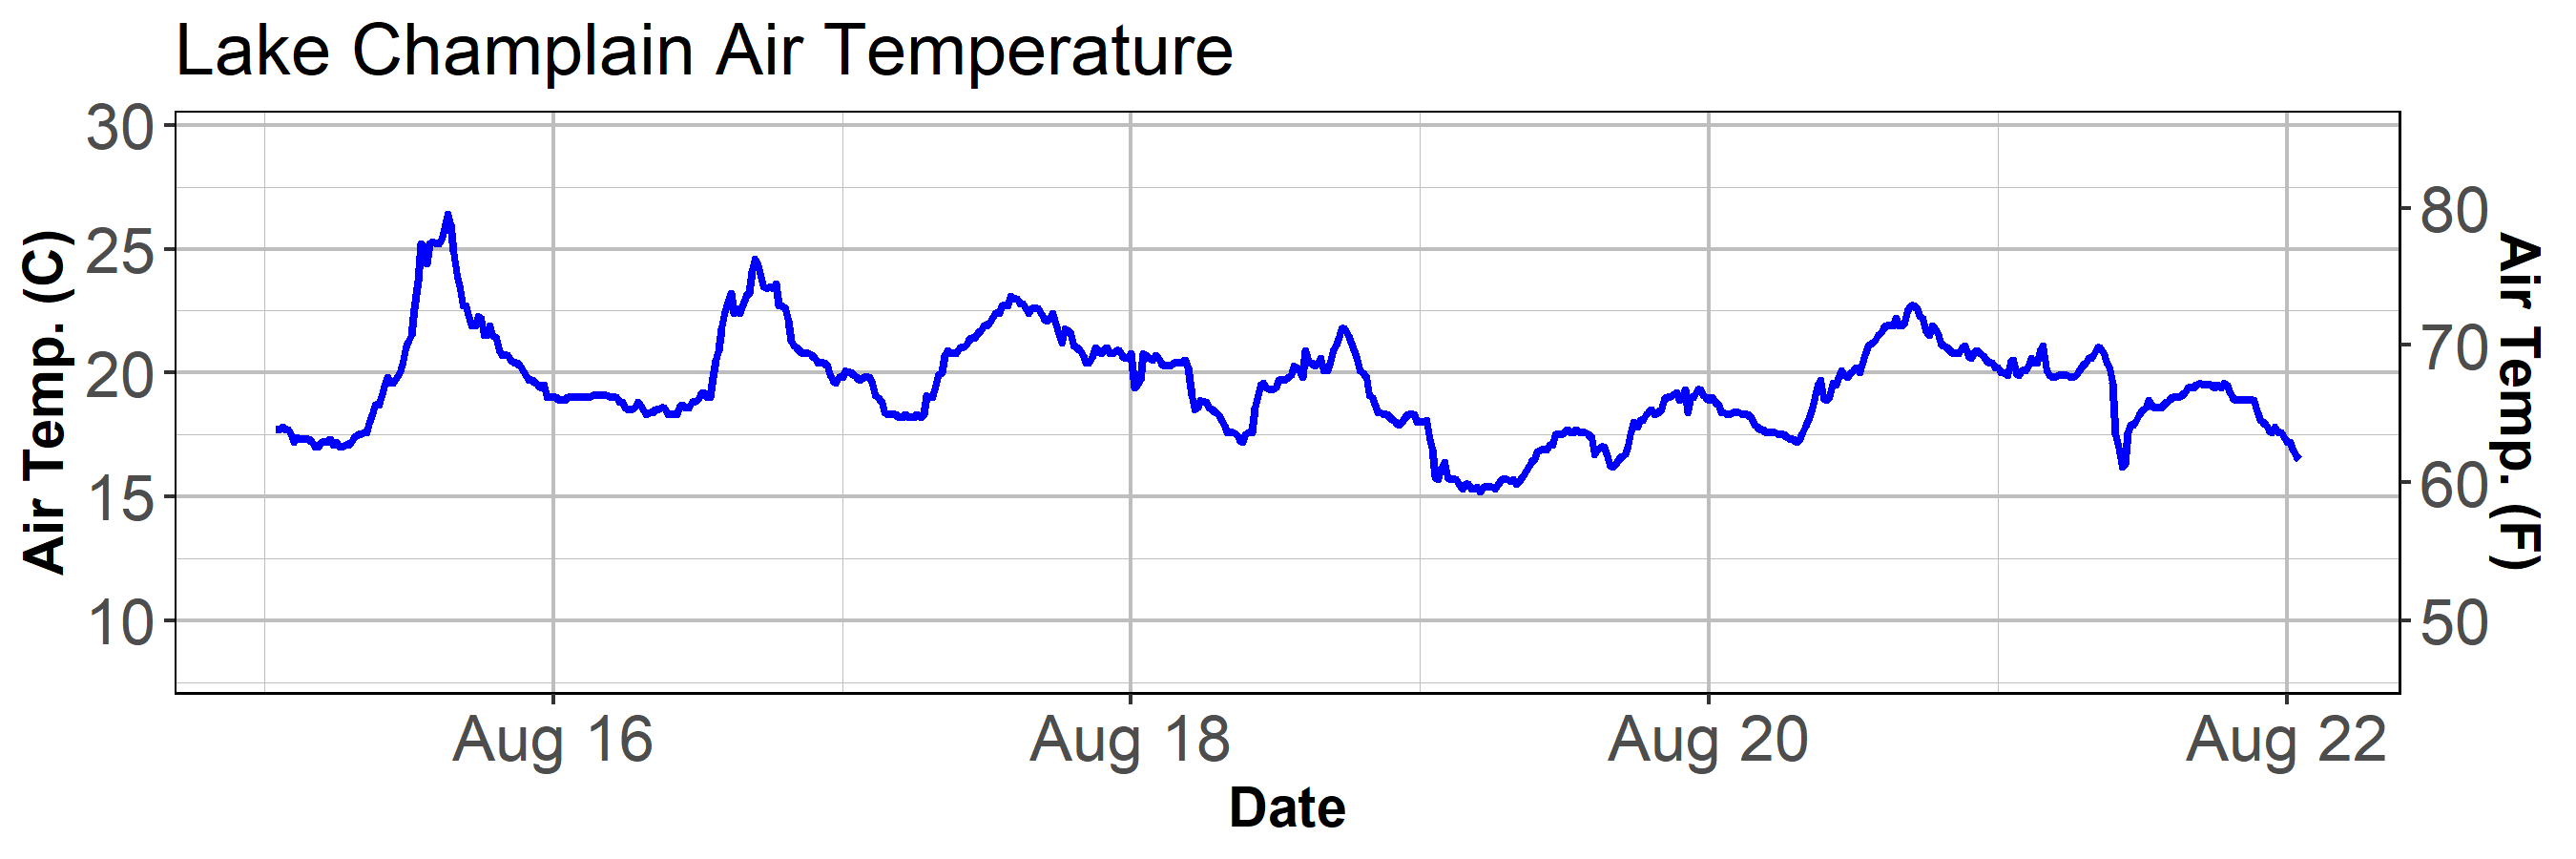 Lake Champlain Air Temperature
30
25
20
15
10
Air Temp. (C)
80
70
60
50
Air Temp. (F)
Aug 16 Aug 18 Aug 20 Aug 22
Date